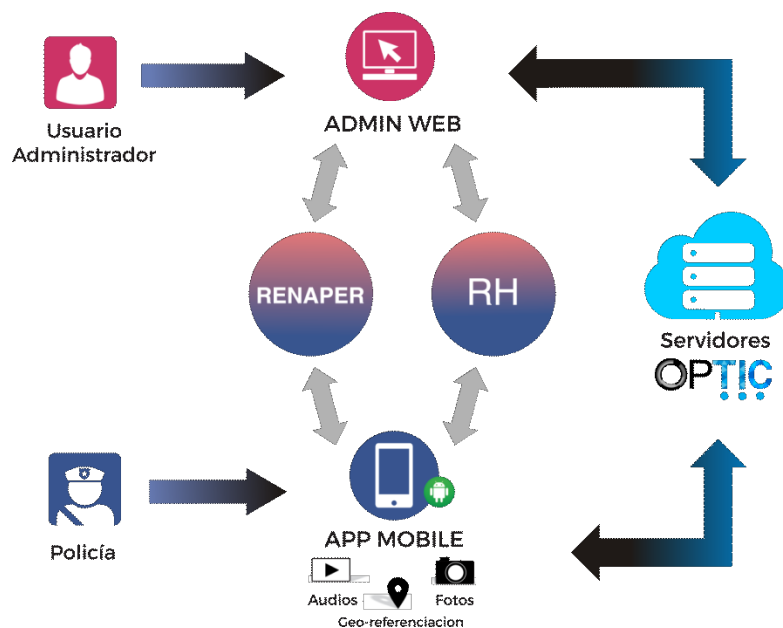 Usuario
Administrador
ADMIN WEB
RENAPER
RH
Servidores
OPTIC
Policía
APP MOBILE
Audios
Fotos
Geo-referenciacion